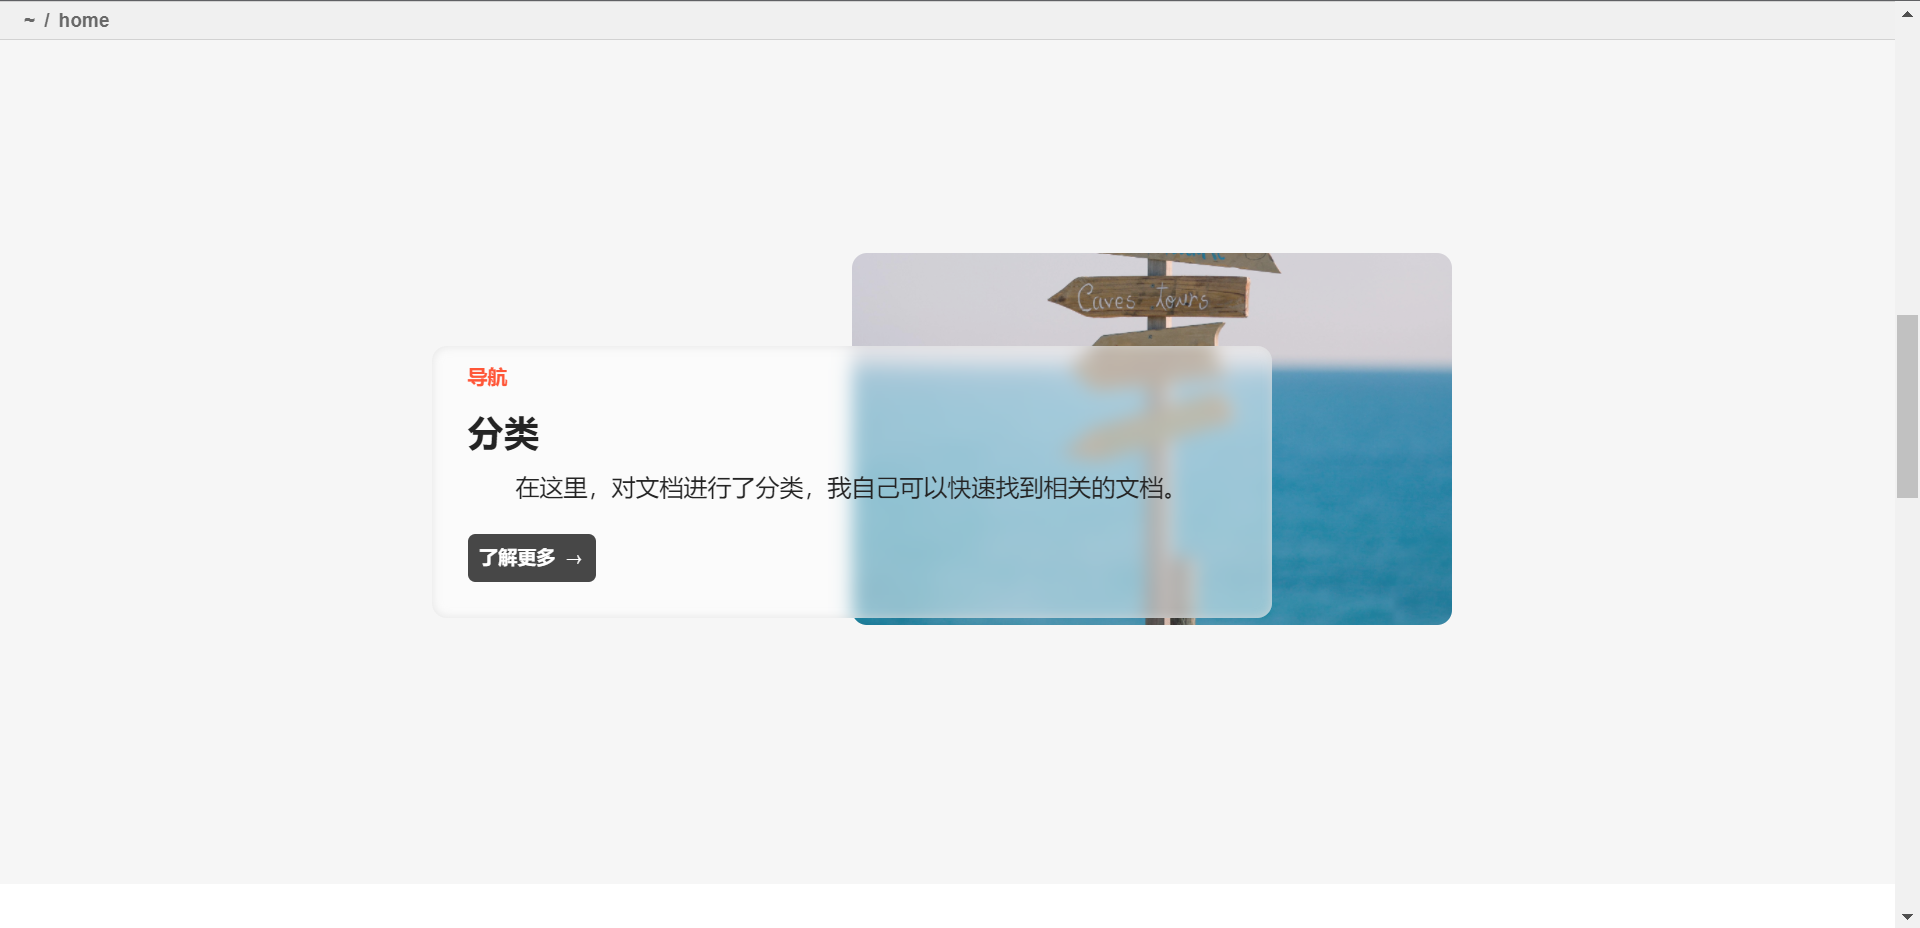 ~ / home
Caves tours
导航
分类
在这里，对文档进行了分类，我自己可以快速找到相关的文档。
了解更多 →